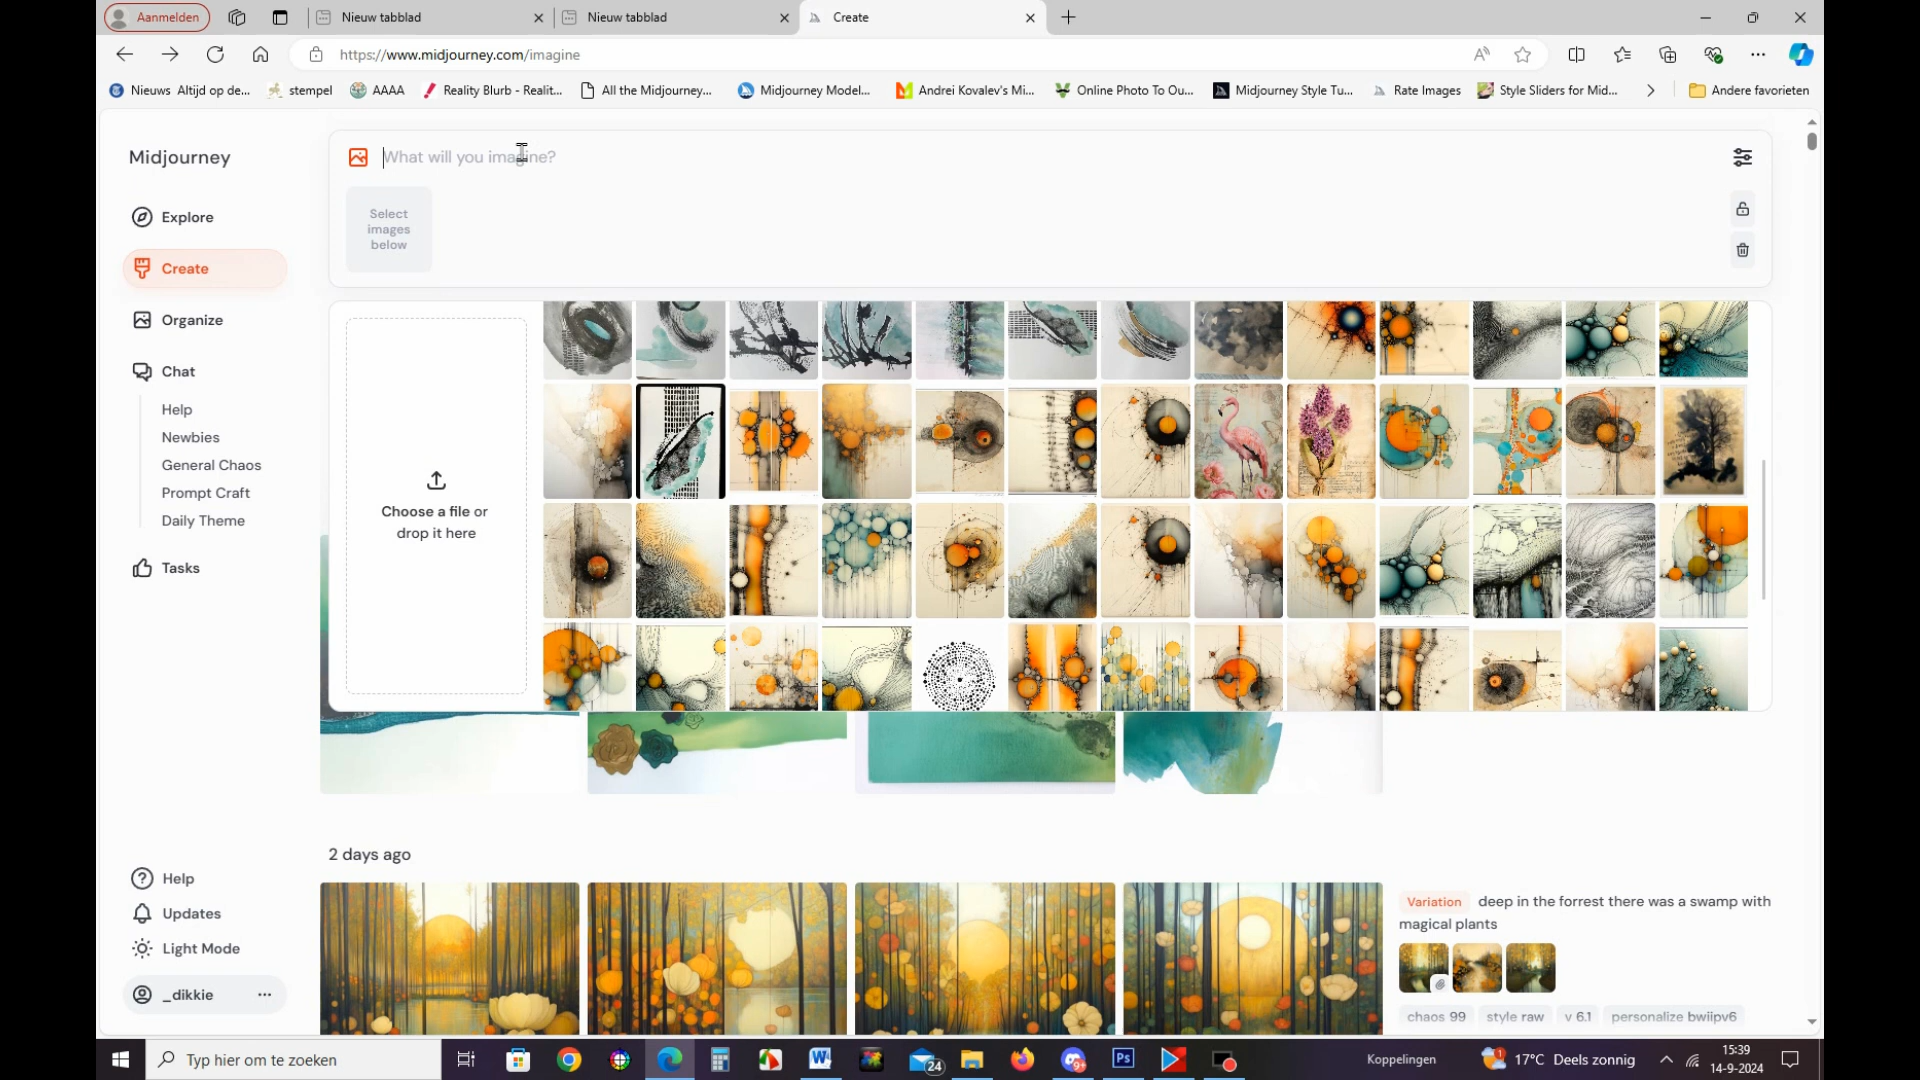 Aanmelden
Nieuw tabblad
Nieuw tabblad
Create
https://www.midjourney.com/imagine
Nieuws Altijd op de...
stempel
AAAA
Reality Blurb - Realit...
All the Midjourney...
Midjourney Model...
Andrei Kovalev's Mi...
Online Photo To Ou...
Midjourney Style Tu...
Rate Images
Style Sliders for Mid...
Andere favorieten
Midjourney
What will you imagine?
Select
images
below
Explore
Create
Organize
Chat
Help
Newbies
General Chaos
Prompt Craft
Daily Theme
Tasks
Choose a file or
drop it here
2 days ago
Variation deep in the forrest there was a swamp with
magical plants
chaos 99 style raw v 6.1 personalize bwiipv6
Help
Updates
Light Mode
_dikkie
Typ hier om te zoeken
24
Ps
9+
Koppelingen
1
17°C Deels zonnig
15:39
14-9-2024